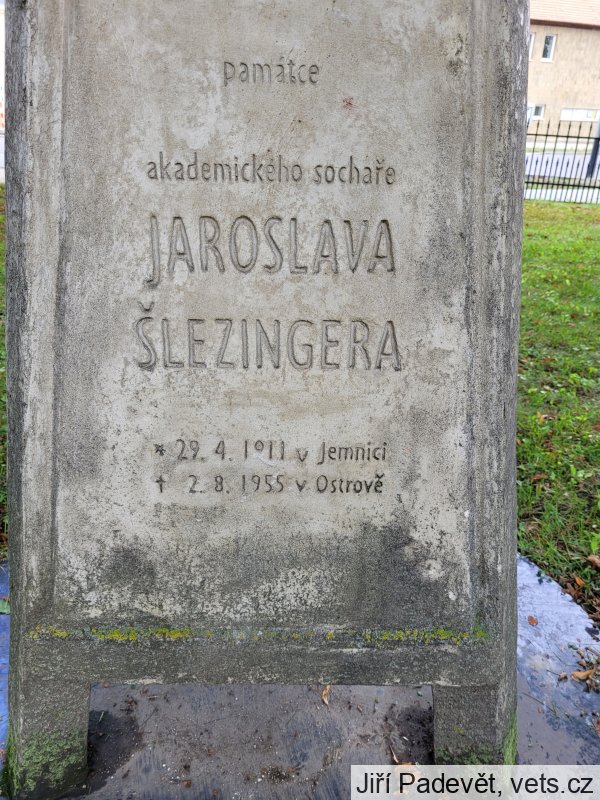 památce
akademického sochaře
JAROSLAVA
ŠLEZINGERA
* 29. 4. 1911 v Jemnici
† 2. 8. 1955 v Ostrově
Jiří Padevět, vets.cz